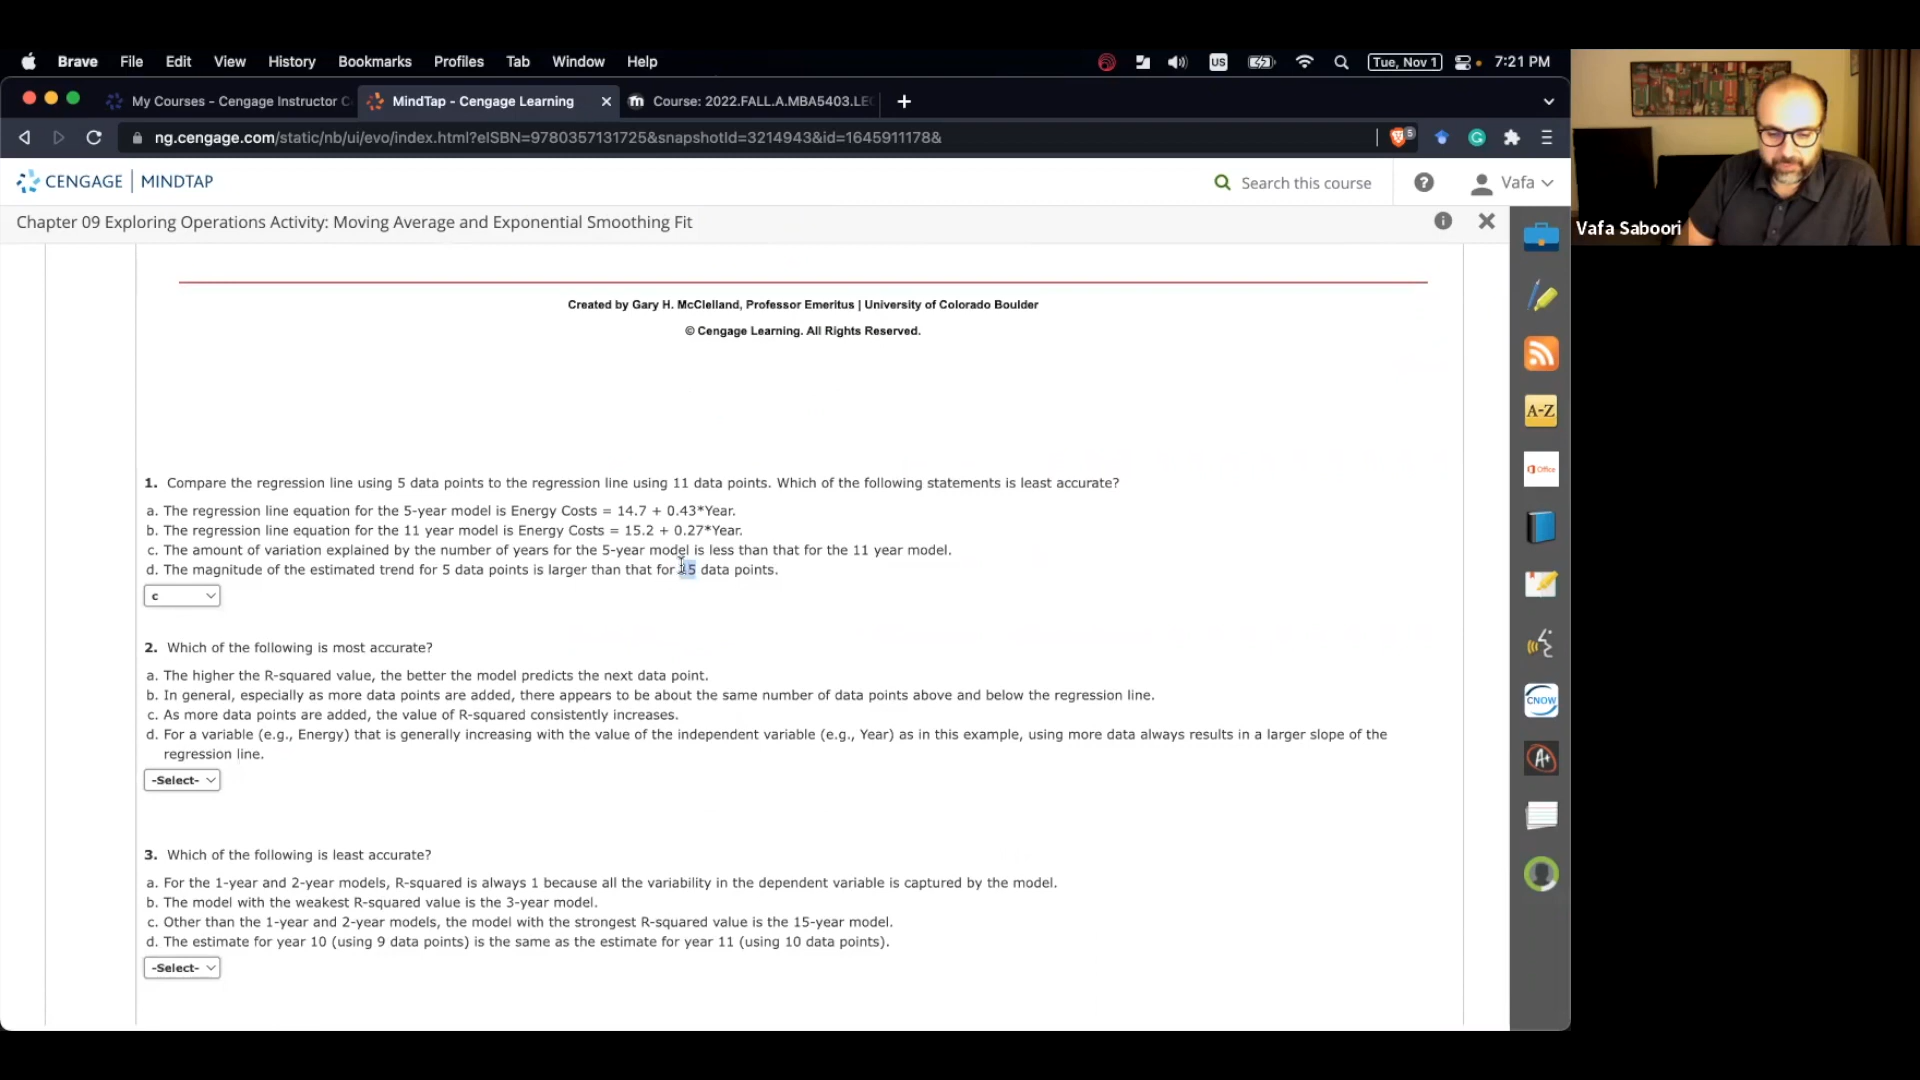 Brave File Edit View History Bookmarks Profiles Tab Window Help US Tue, Nov 1 7:21 PM
My Courses - Cengage Instructor C MindTap - Cengage Learning Course: 2022.FALL.A.MBA5403.LEC
ng.cengage.com/static/nb/ui/evo/index.html?eISBN=9780357131725&snapshotId=3214943&id=1645911178& 5
CENGAGE MINDTAP Search this course Vafa
Chapter 09 Exploring Operations Activity: Moving Average and Exponential Smoothing Fit
Vafa Saboori
Created by Gary H. McClelland, Professor Emeritus | University of Colorado Boulder
© Cengage Learning. All Rights Reserved.
A-Z
Office
1. Compare the regression line using 5 data points to the regression line using 11 data points. Which of the following statements is least accurate?
a. The regression line equation for the 5-year model is Energy Costs = 14.7 + 0.43*Year.
b. The regression line equation for the 11 year model is Energy Costs = 15.2 + 0.27*Year.
c. The amount of variation explained by the number of years for the 5-year model is less than that for the 11 year model.
d. The magnitude of the estimated trend for 5 data points is larger than that for 15 data points.
c
2. Which of the following is most accurate?
a. The higher the R-squared value, the better the model predicts the next data point.
b. In general, especially as more data points are added, there appears to be about the same number of data points above and below the regression line.
CNOW
c. As more data points are added, the value of R-squared consistently increases.
d. For a variable (e.g., Energy) that is generally increasing with the value of the independent variable (e.g., Year) as in this example, using more data always results in a larger slope of the
regression line.
A+
-Select-
3. Which of the following is least accurate?
a. For the 1-year and 2-year models, R-squared is always 1 because all the variability in the dependent variable is captured by the model.
b. The model with the weakest R-squared value is the 3-year model.
c. Other than the 1-year and 2-year models, the model with the strongest R-squared value is the 15-year model.
d. The estimate for year 10 (using 9 data points) is the same as the estimate for year 11 (using 10 data points).
-Select-